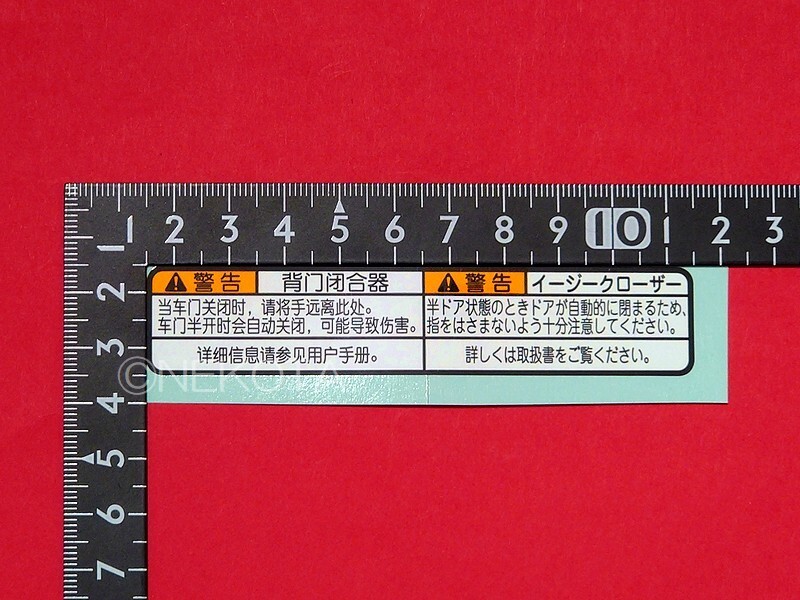 1 2 3 4 5 6 7 8 9 10 1 2 3
1
2
3
4
5
6
7
警告 背门闭合器
当车门关闭时，请将手远离此处。
车门半开时会自动关闭，可能导致伤害。
详细信息请参见用户手册。
警告 イージークローザー
半ドア状態のときドアが自動的に閉まるため、
指をはさまないよう十分注意してください。
詳しくは取扱書をご覧ください。
©NEKOTA